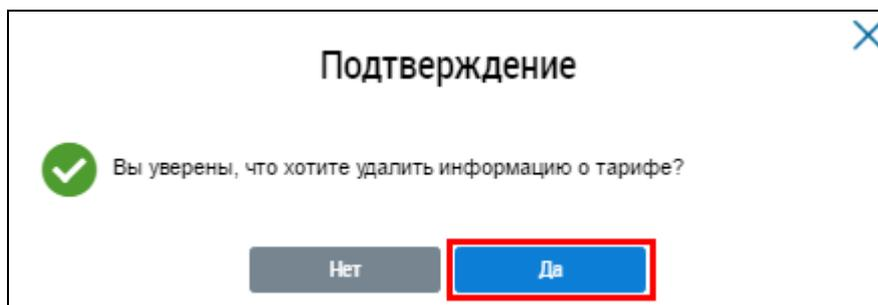 Подтверждение
Вы уверены, что хотите удалить информацию о тарифе?
Нет
Да